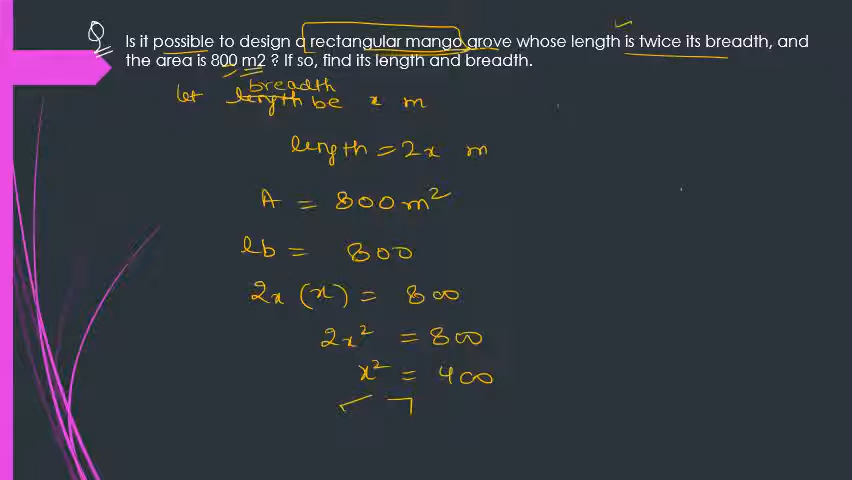 Q Is it possible to design a rectangular mango grove whose length is twice its breadth, and
the area is 800 m2 ? If so, find its length and breadth.
breadth
let length be x m
length = 2x m
A = 800 m²
lb = 800
2x (x) = 800
2x² = 800
x² = 400